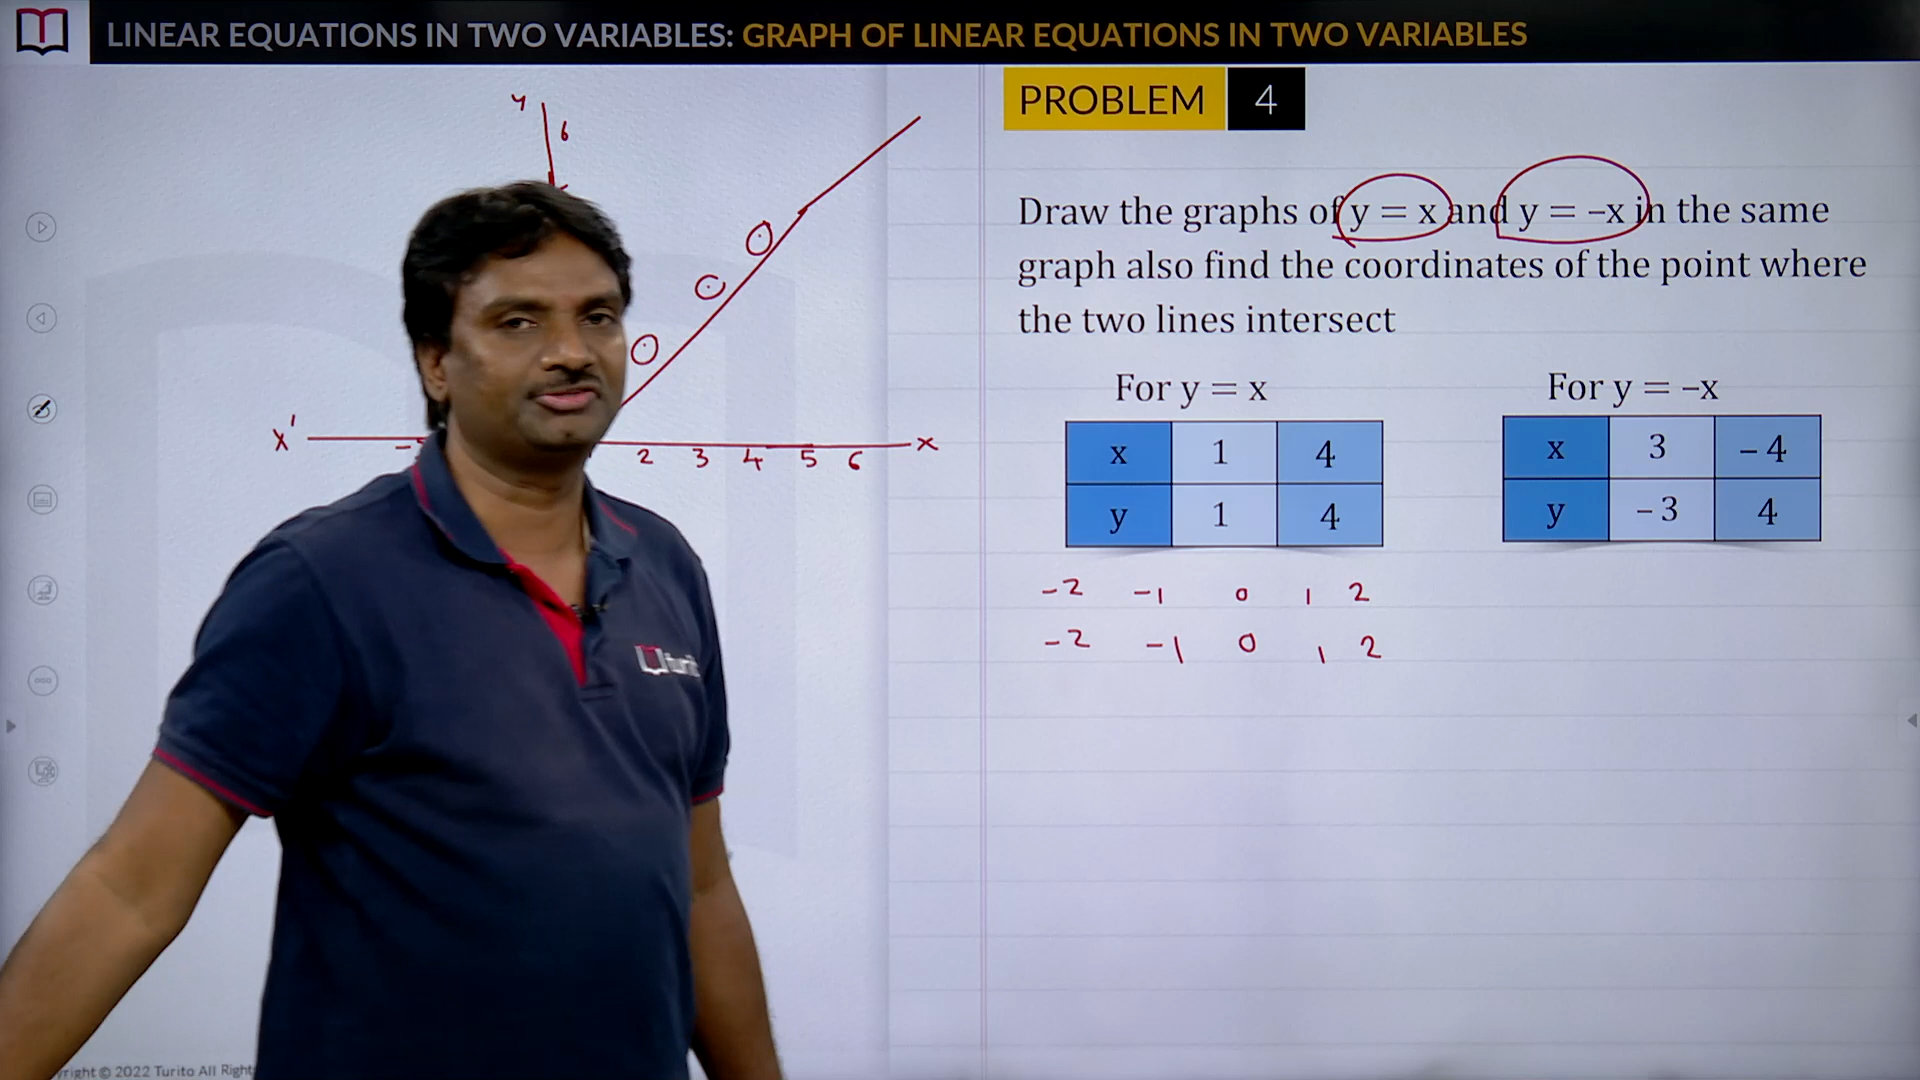 LINEAR EQUATIONS IN TWO VARIABLES: GRAPH OF LINEAR EQUATIONS IN TWO VARIABLES
PROBLEM 4
Draw the graphs of y = x and y = –x in the same
graph also find the coordinates of the point where
the two lines intersect
For y = x
x 1 4
y 1 4
-2 -1 0 1 2
-2 -1 0 1 2
For y = –x
x 3 – 4
y – 3 4
y
6
x'
2 3 4 5 6
x
© 2022 Turito All